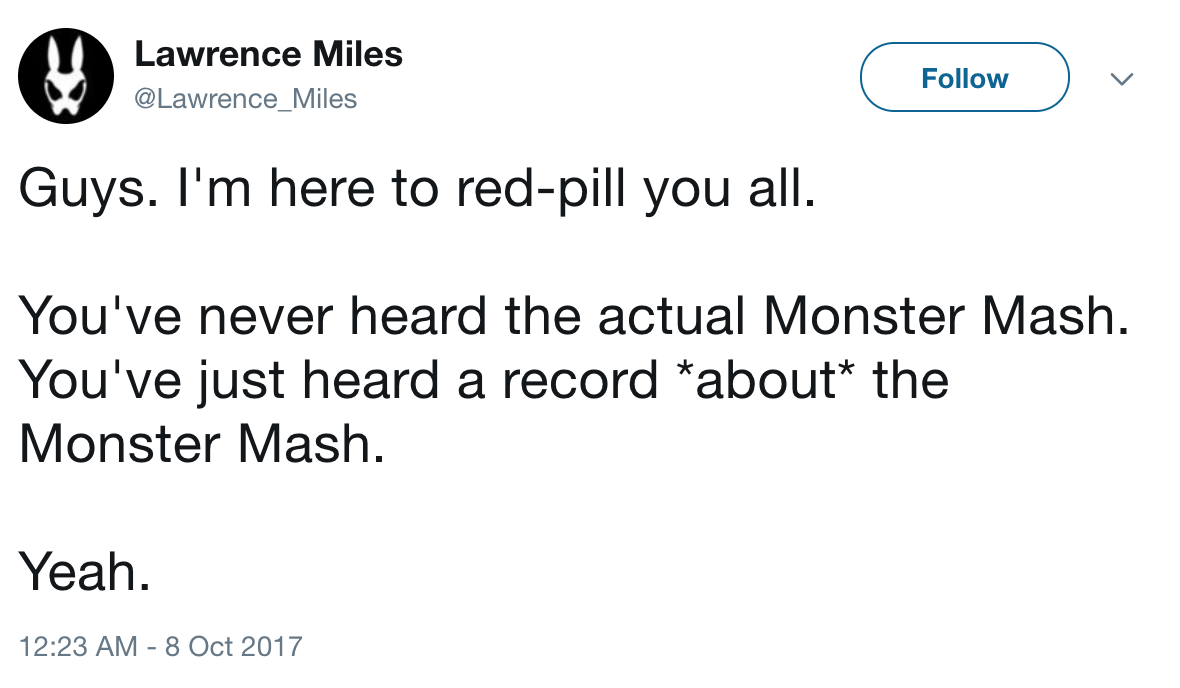 Lawrence Miles
@Lawrence_Miles
Follow
Guys. I'm here to red-pill you all.
You've never heard the actual Monster Mash.
You've just heard a record *about* the
Monster Mash.
Yeah.
12:23 AM - 8 Oct 2017